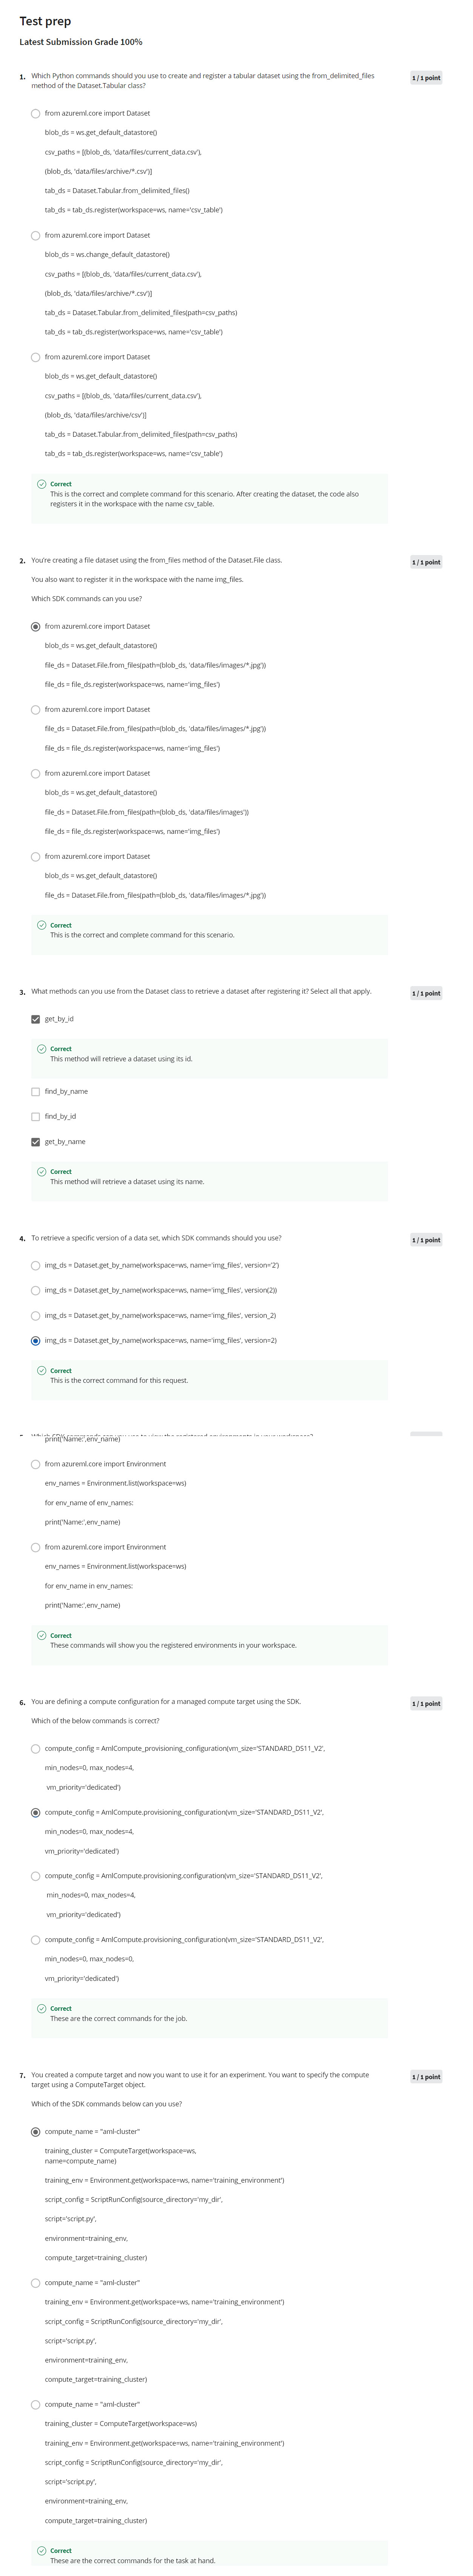 Test prep
Latest Submission Grade 100%
1. Which Python commands should you use to create and register a tabular dataset using the from_delimited_files
method of the Dataset.Tabular class?
1 / 1 point
from azureml.core import Dataset
blob_ds = ws.get_default_datastore()
csv_paths = [(blob_ds, 'data/files/current_data.csv'),
(blob_ds, 'data/files/archive/*.csv')]
tab_ds = Dataset.Tabular.from_delimited_files()
tab_ds = tab_ds.register(workspace=ws, name='csv_table')
from azureml.core import Dataset
blob_ds = ws.change_default_datastore()
csv_paths = [(blob_ds, 'data/files/current_data.csv'),
(blob_ds, 'data/files/archive/*.csv')]
tab_ds = Dataset.Tabular.from_delimited_files(path=csv_paths)
tab_ds = tab_ds.register(workspace=ws, name='csv_table')
from azureml.core import Dataset
blob_ds = ws.get_default_datastore()
csv_paths = [(blob_ds, 'data/files/current_data.csv'),
(blob_ds, 'data/files/archive/csv')]
tab_ds = Dataset.Tabular.from_delimited_files(path=csv_paths)
tab_ds = tab_ds.register(workspace=ws, name='csv_table')
Correct
This is the correct and complete command for this scenario. After creating the dataset, the code also
registers it in the workspace with the name csv_table.
2. You're creating a file dataset using the from_files method of the Dataset.File class.
1 / 1 point
You also want to register it in the workspace with the name img_files.
Which SDK commands can you use?
from azureml.core import Dataset
blob_ds = ws.get_default_datastore()
file_ds = Dataset.File.from_files(path=(blob_ds, 'data/files/images/*.jpg'))
file_ds = file_ds.register(workspace=ws, name='img_files')
from azureml.core import Dataset
file_ds = Dataset.File.from_files(path=(blob_ds, 'data/files/images/*.jpg'))
file_ds = file_ds.register(workspace=ws, name='img_files')
from azureml.core import Dataset
blob_ds = ws.get_default_datastore()
file_ds = Dataset.File.from_files(path=(blob_ds, 'data/files/images'))
file_ds = file_ds.register(workspace=ws, name='img_files')
from azureml.core import Dataset
blob_ds = ws.get_default_datastore()
file_ds = Dataset.File.from_files(path=(blob_ds, 'data/files/images/*.jpg'))
Correct
This is the correct and complete command for this scenario.
3. What methods can you use from the Dataset class to retrieve a dataset after registering it? Select all that apply.
1 / 1 point
get_by_id
Correct
This method will retrieve a dataset using its id.
find_by_name
find_by_id
get_by_name
Correct
This method will retrieve a dataset using its name.
4. To retrieve a specific version of a data set, which SDK commands should you use?
1 / 1 point
img_ds = Dataset.get_by_name(workspace=ws, name='img_files', version='2')
img_ds = Dataset.get_by_name(workspace=ws, name='img_files', version(2))
img_ds = Dataset.get_by_name(workspace=ws, name='img_files', version_2)
img_ds = Dataset.get_by_name(workspace=ws, name='img_files', version=2)
Correct
This is the correct command for this request.
print('Name:',env_name)
from azureml.core import Environment
env_names = Environment.list(workspace=ws)
for env_name of env_names:
print('Name:',env_name)
from azureml.core import Environment
env_names = Environment.list(workspace=ws)
for env_name in env_names:
print('Name:',env_name)
Correct
These commands will show you the registered environments in your workspace.
6. You are defining a compute configuration for a managed compute target using the SDK.
1 / 1 point
Which of the below commands is correct?
compute_config = AmlCompute_provisioning_configuration(vm_size='STANDARD_DS11_V2',
min_nodes=0, max_nodes=4,
vm_priority='dedicated')
compute_config = AmlCompute.provisioning_configuration(vm_size='STANDARD_DS11_V2',
min_nodes=0, max_nodes=4,
vm_priority='dedicated')
compute_config = AmlCompute.provisioning.configuration(vm_size='STANDARD_DS11_V2',
min_nodes=0, max_nodes=4,
vm_priority='dedicated')
compute_config = AmlCompute.provisioning_configuration(vm_size='STANDARD_DS11_V2',
min_nodes=0, max_nodes=0,
vm_priority='dedicated')
Correct
These are the correct commands for the job.
7. You created a compute target and now you want to use it for an experiment. You want to specify the compute
target using a ComputeTarget object.
1 / 1 point
Which of the SDK commands below can you use?
compute_name = "aml-cluster"
training_cluster = ComputeTarget(workspace=ws,
name=compute_name)
training_env = Environment.get(workspace=ws, name='training_environment')
script_config = ScriptRunConfig(source_directory='my_dir',
script='script.py',
environment=training_env,
compute_target=training_cluster)
compute_name = "aml-cluster"
training_env = Environment.get(workspace=ws, name='training_environment')
script_config = ScriptRunConfig(source_directory='my_dir',
script='script.py',
environment=training_env,
compute_target=training_cluster)
compute_name = "aml-cluster"
training_cluster = ComputeTarget(workspace=ws)
training_env = Environment.get(workspace=ws, name='training_environment')
script_config = ScriptRunConfig(source_directory='my_dir',
script='script.py',
environment=training_env,
compute_target=training_cluster)
Correct
These are the correct commands for the task at hand.